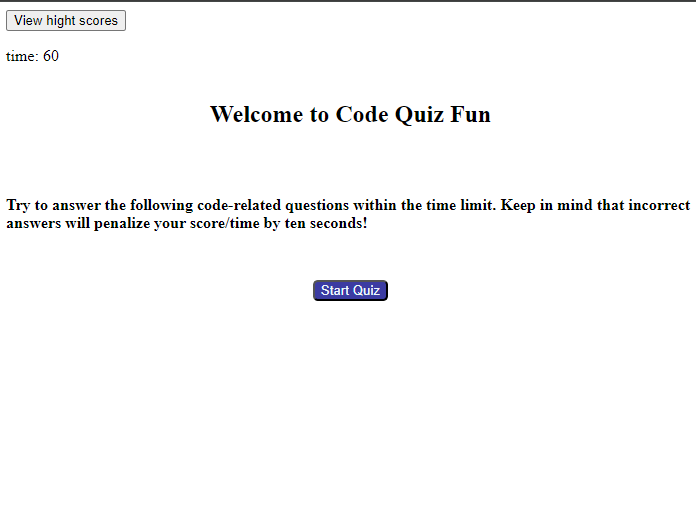 View hight scores
time: 60
Welcome to Code Quiz Fun
Try to answer the following code-related questions within the time limit. Keep in mind that incorrect
answers will penalize your score/time by ten seconds!
Start Quiz